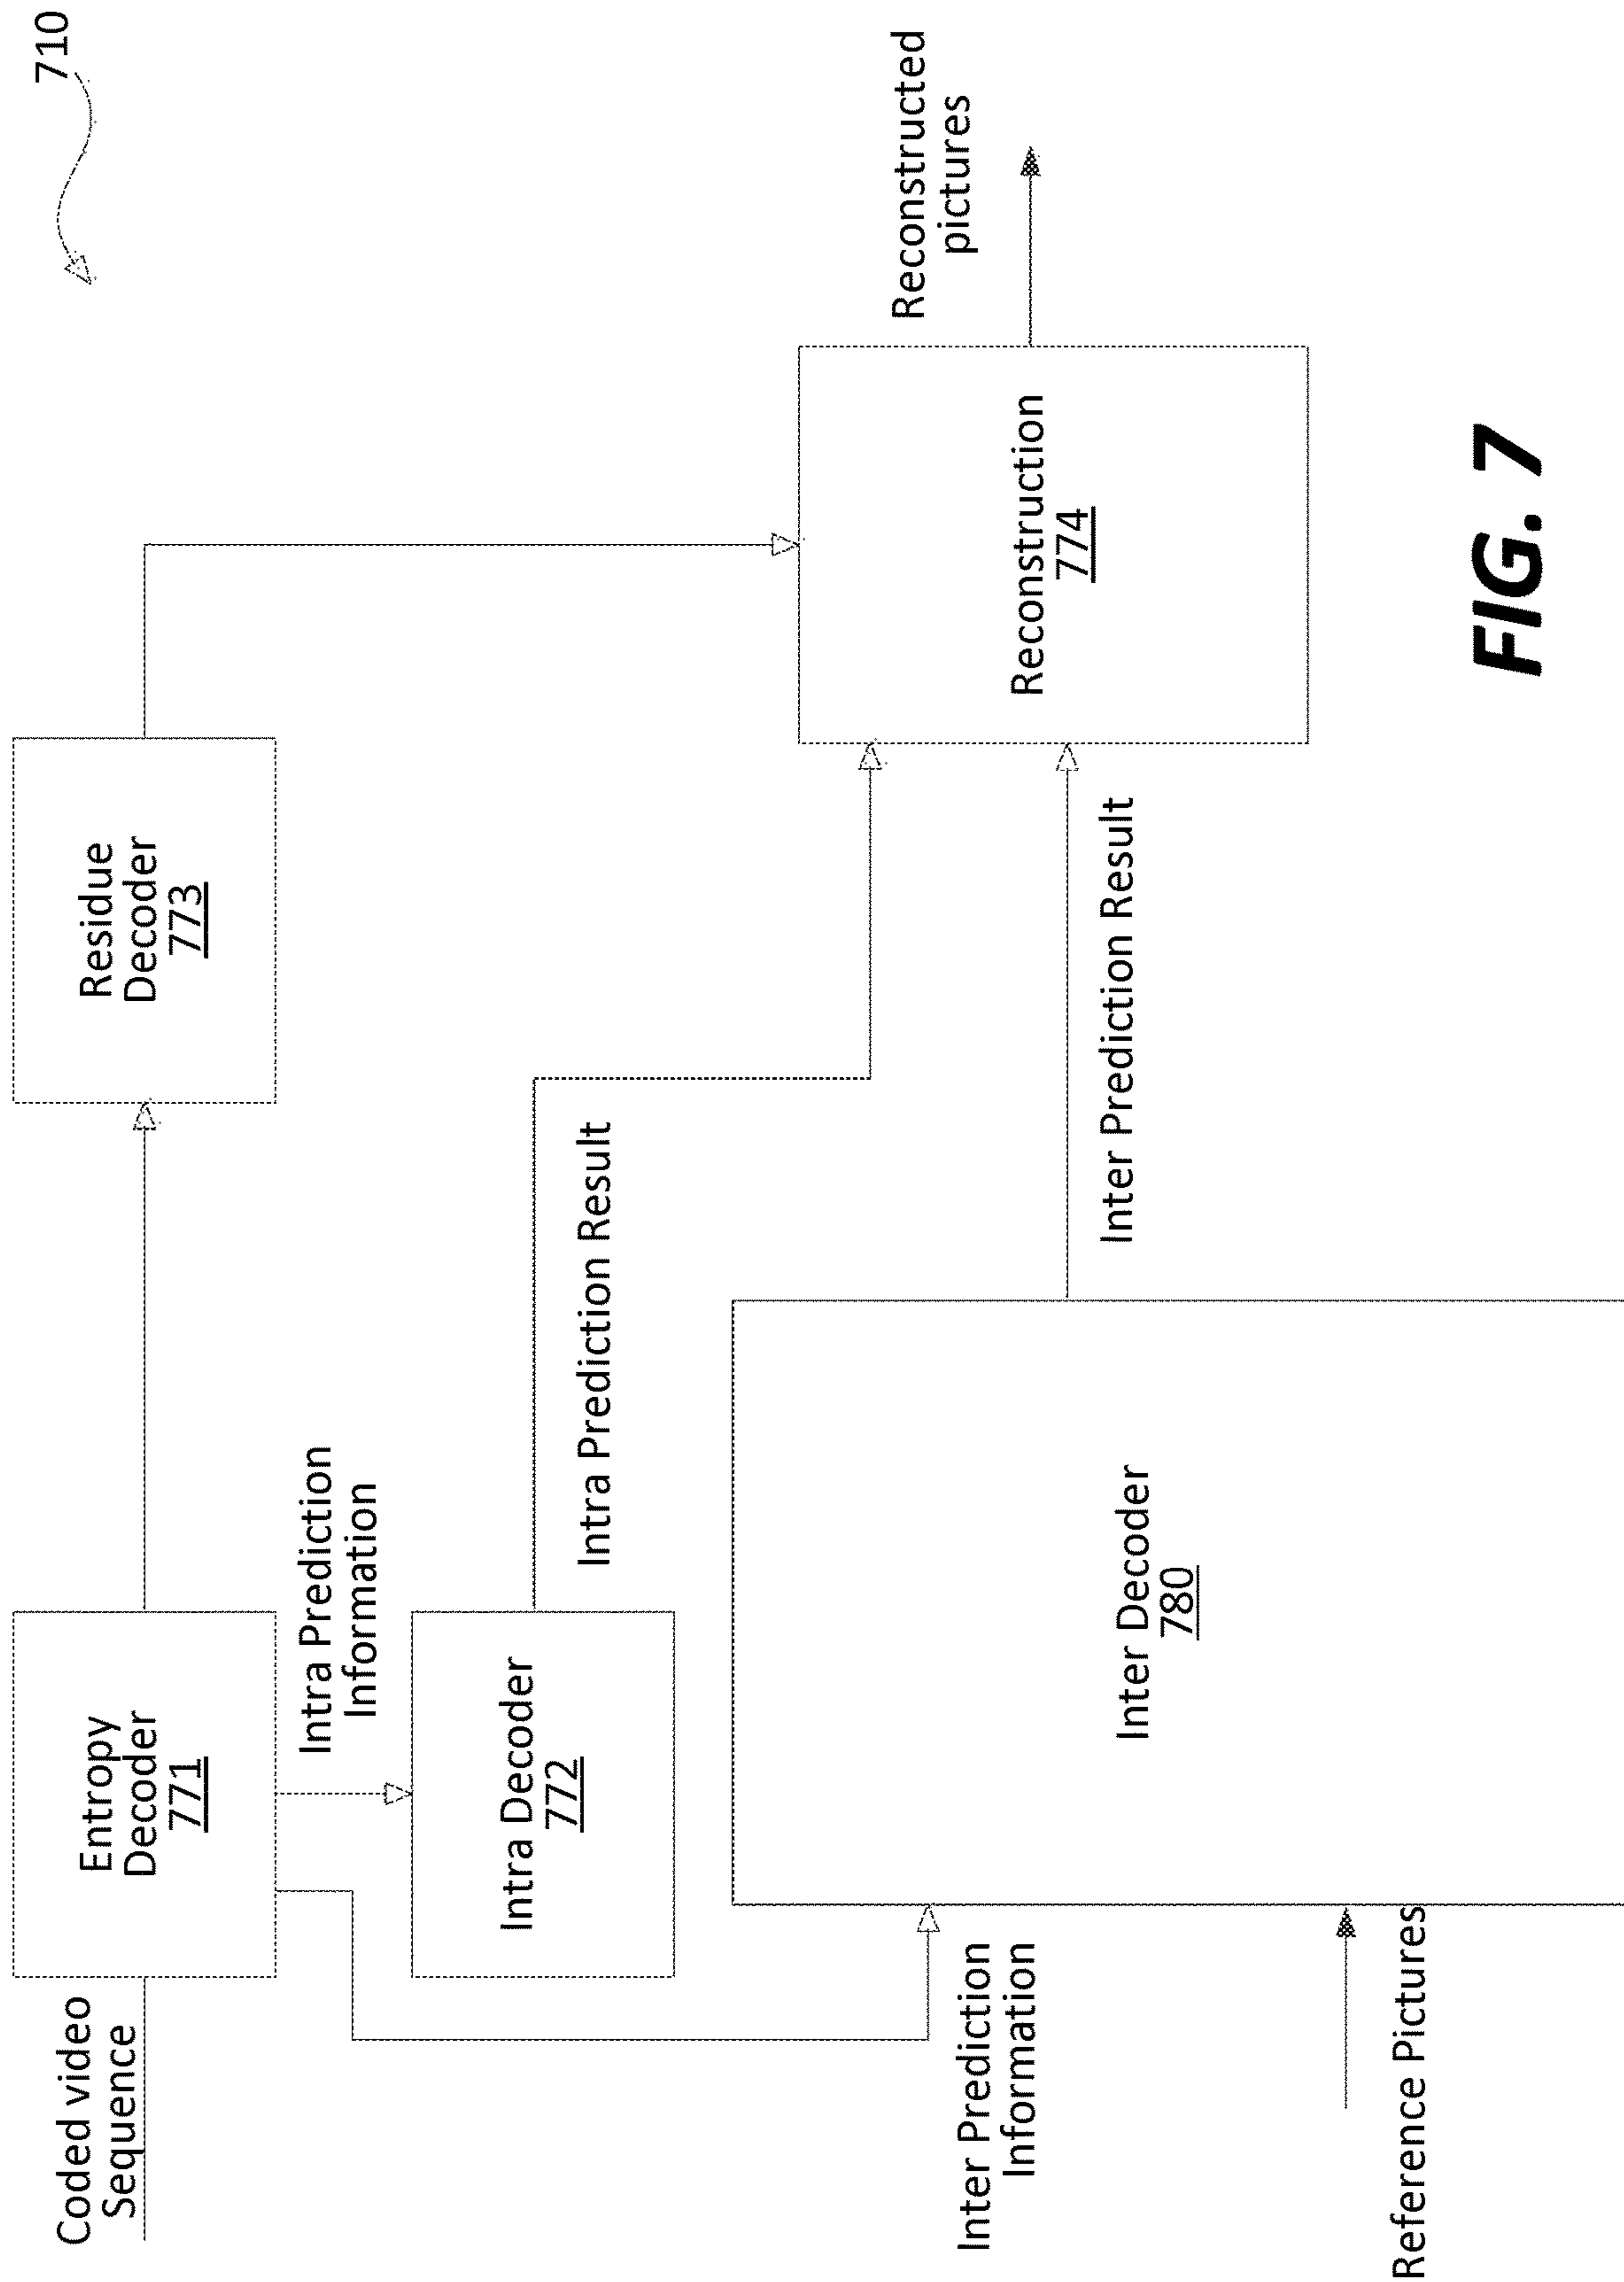 710
Coded video
Sequence
Entropy
Decoder
771
Residue
Decoder
773
Intra Prediction
Information
Intra Decoder
772
Intra Prediction Result
Inter Prediction
Information
Inter Decoder
780
Inter Prediction Result
Reference Pictures
Reconstruction
774
Reconstructed
pictures
FIG. 7